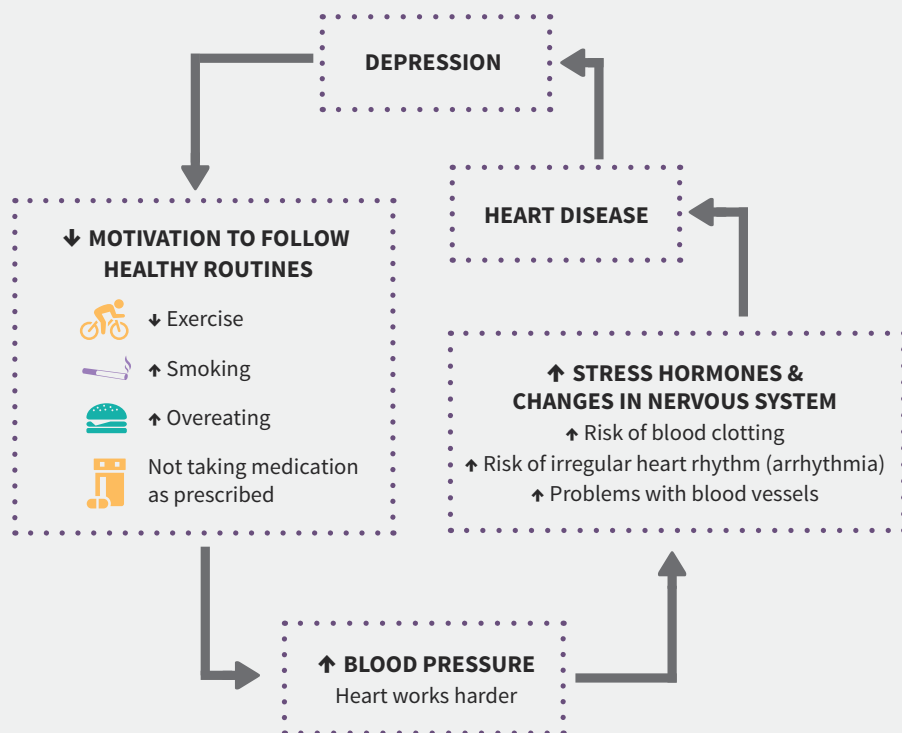 DEPRESSION
HEART DISEASE
↓ MOTIVATION TO FOLLOW
HEALTHY ROUTINES
↓ Exercise
↑ Smoking
↑ Overeating
Not taking medication
as prescribed
↑ STRESS HORMONES &
CHANGES IN NERVOUS SYSTEM
↑ Risk of blood clotting
↑ Risk of irregular heart rhythm (arrhythmia)
↑ Problems with blood vessels
↑ BLOOD PRESSURE
Heart works harder